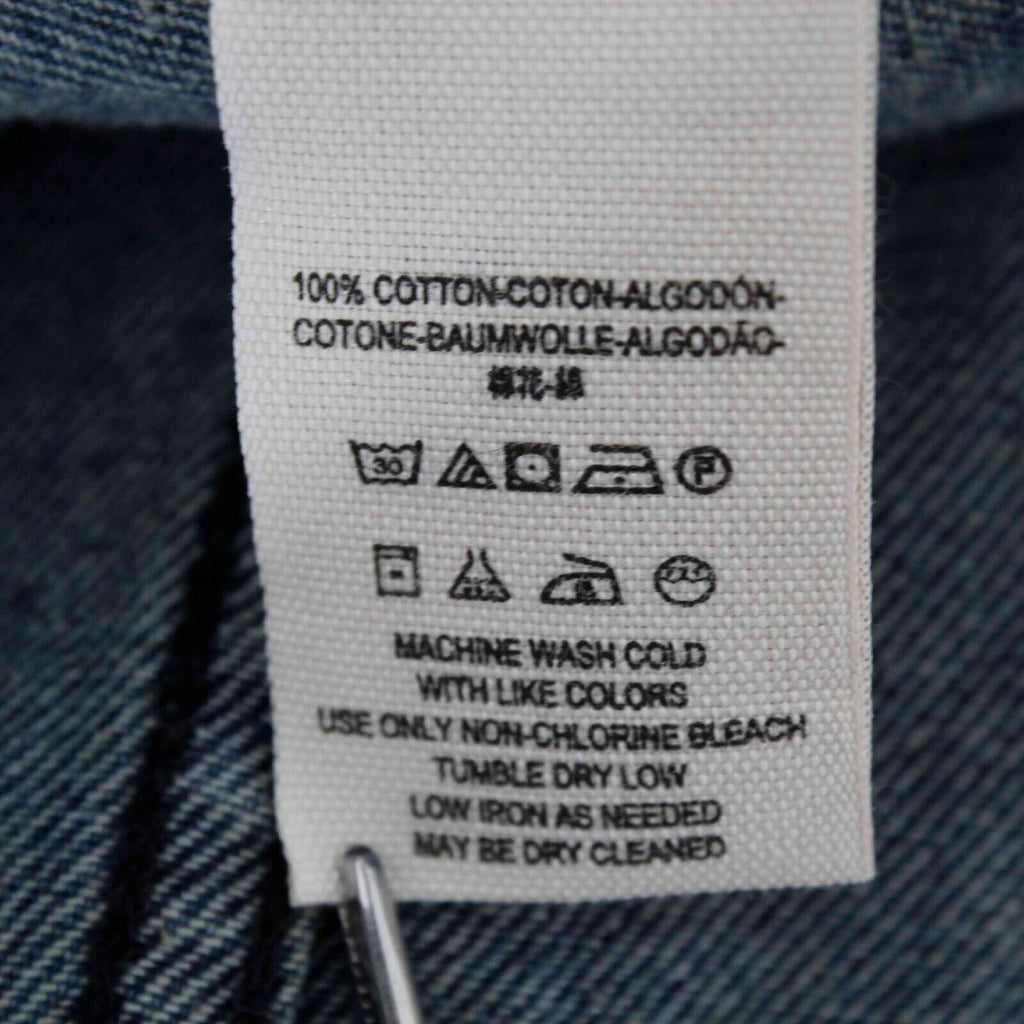 100% COTTON-COTON-ALGODÓN-
COTONE-BAUMWOLLE-ALGODÃO-
棉花-綿
30
P
MACHINE WASH COLD
WITH LIKE COLORS
USE ONLY NON-CHLORINE BLEACH
TUMBLE DRY LOW
LOW IRON AS NEEDED
MAY BE DRY CLEANED